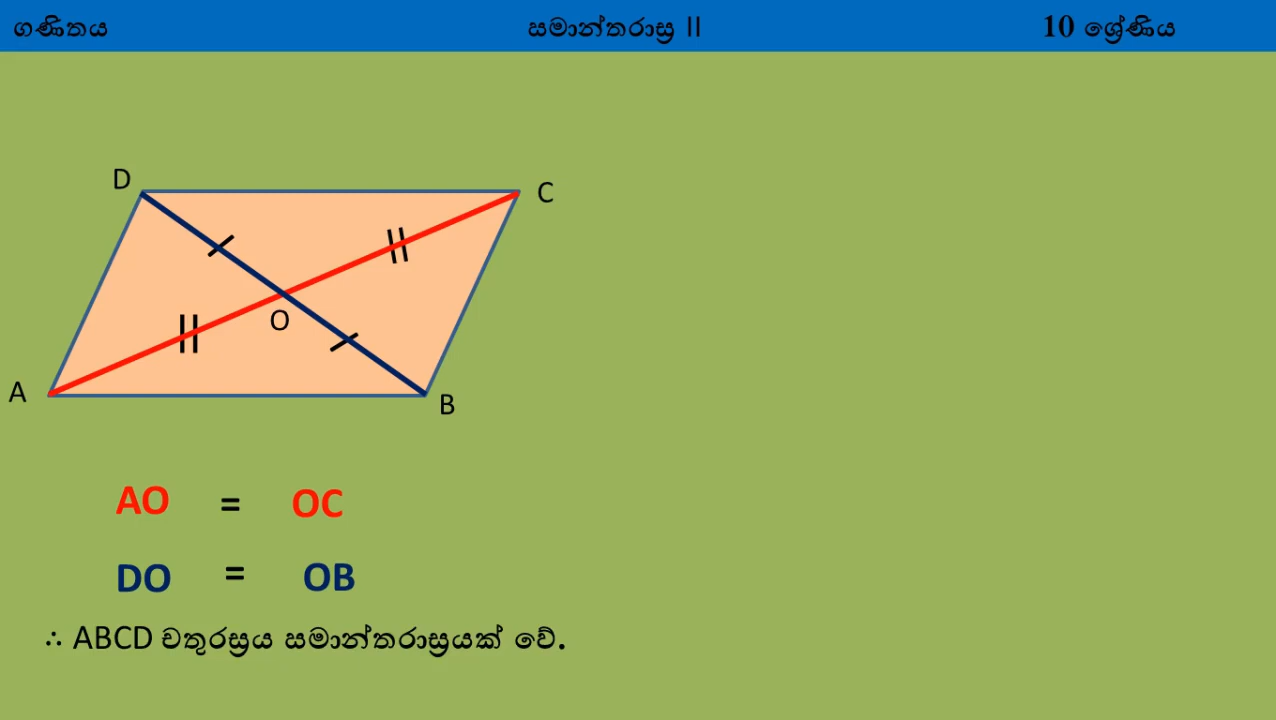 ගණිතය සමාන්තරාස්‍ර II 10 ශ්‍රේණිය
D
C
O
A
B
AO = OC
DO = OB
∴ ABCD චතුරස්‍රය සමාන්තරාස්‍රයක් වේ.